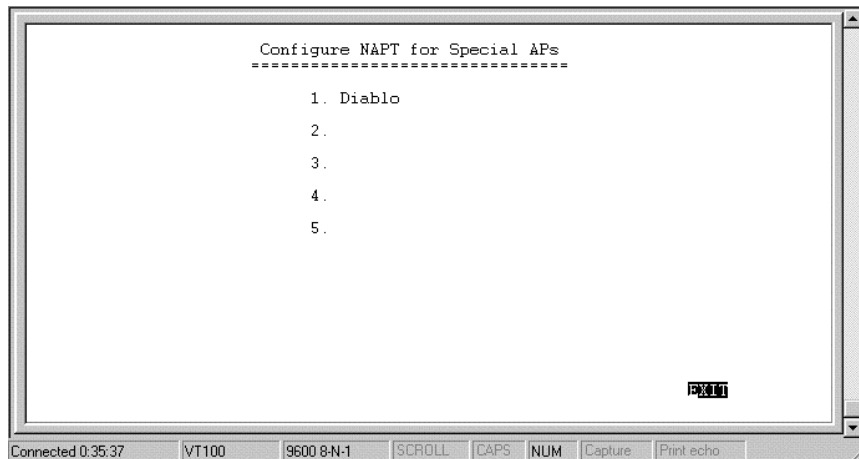 Configure NAPT for Special APs
================================
1. Diablo
2.
3.
4.
5.
EXIT
Connected 0:35:37 VT100 9600 8-N-1 SCROLL CAPS NUM Capture Print echo